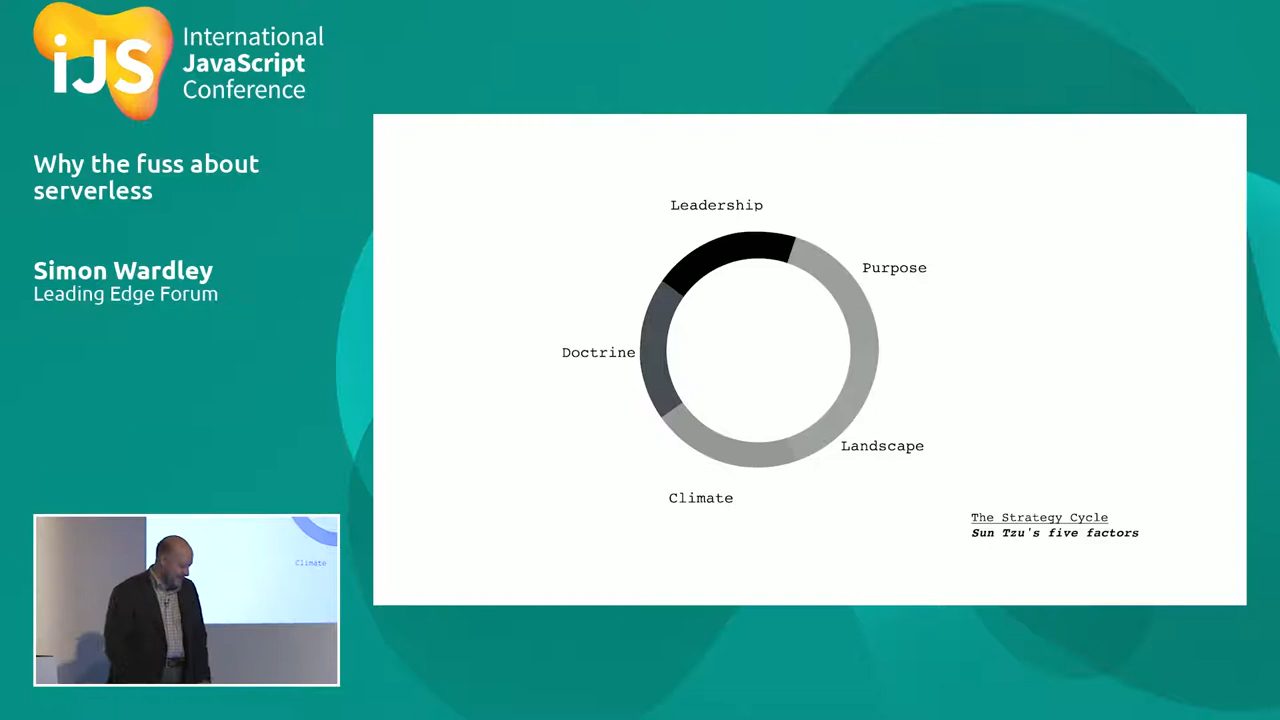 iJS
International
JavaScript
Conference
Why the fuss about
serverless
Simon Wardley
Leading Edge Forum
Leadership
Purpose
Doctrine
Landscape
Climate
The Strategy Cycle
Sun Tzu's five factors
Climate